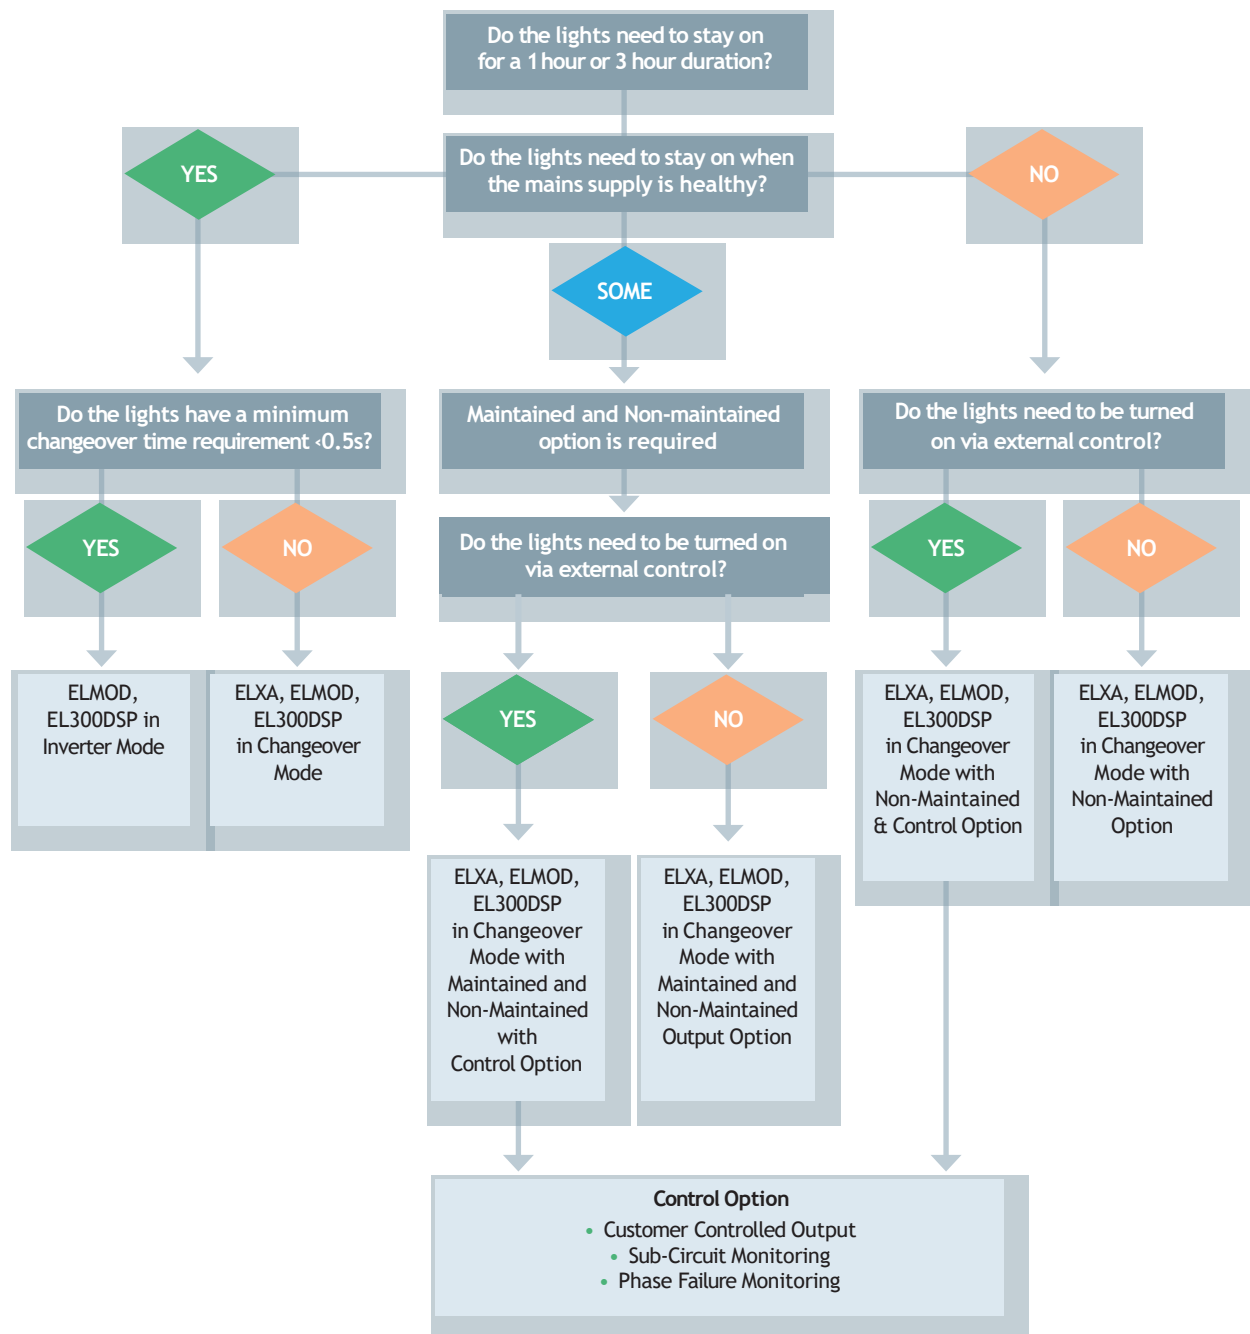 Do the lights need to stay on
for a 1 hour or 3 hour duration?
Do the lights need to stay on when
the mains supply is healthy?
YES
NO
SOME
Do the lights have a minimum
changeover time requirement <0.5s?
YES
NO
ELMOD,
EL300DSP in
Inverter Mode
ELXA, ELMOD,
EL300DSP
in Changeover
Mode
Maintained and Non-maintained
option is required
Do the lights need to be turned on
via external control?
YES
NO
ELXA, ELMOD,
EL300DSP
in Changeover
Mode with
Maintained and
Non-Maintained
with
Control Option
ELXA, ELMOD,
EL300DSP
in Changeover
Mode with
Maintained and
Non-Maintained
Output Option
Do the lights need to be turned
on via external control?
YES
NO
ELXA, ELMOD,
EL300DSP
in Changeover
Mode with
Non-Maintained
& Control Option
ELXA, ELMOD,
EL300DSP
in Changeover
Mode with
Non-Maintained
Option
Control Option
• Customer Controlled Output
• Sub-Circuit Monitoring
• Phase Failure Monitoring